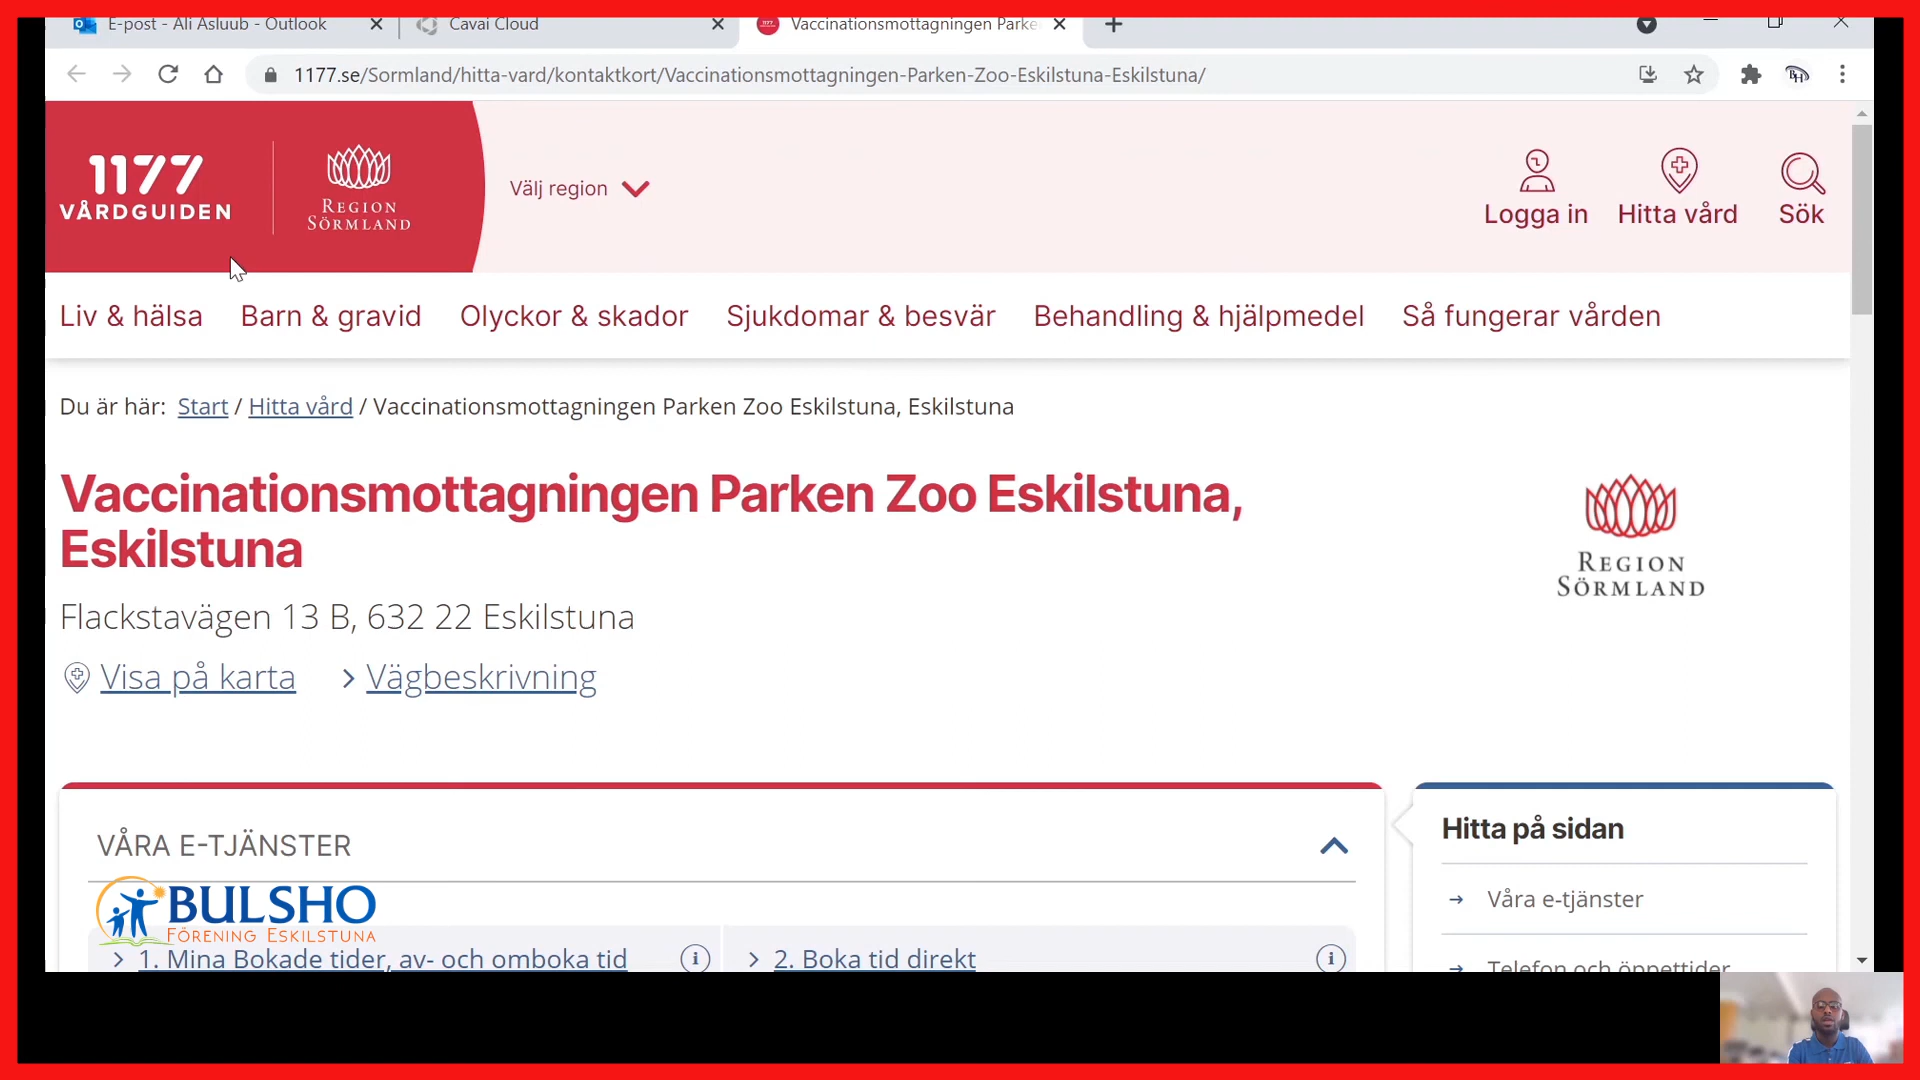 E-post - Ali Asluub - Outlook
Cavai Cloud
Vaccinationsmottagningen Parke
1177.se/Sormland/hitta-vard/kontaktkort/Vaccinationsmottagningen-Parken-Zoo-Eskilstuna-Eskilstuna/
1177
VÅRDGUIDEN
REGION
SÖRMLAND
Välj region
Logga in
Hitta vård
Sök
Liv & hälsa
Barn & gravid
Olyckor & skador
Sjukdomar & besvär
Behandling & hjälpmedel
Så fungerar vården
Du är här: Start / Hitta vård / Vaccinationsmottagningen Parken Zoo Eskilstuna, Eskilstuna
Vaccinationsmottagningen Parken Zoo Eskilstuna,
Eskilstuna
REGION
SÖRMLAND
Flackstavägen 13 B, 632 22 Eskilstuna
Visa på karta
Vägbeskrivning
VÅRA E-TJÄNSTER
BULSHO
FÖRENING ESKILSTUNA
1. Mina Bokade tider, av- och omboka tid
2. Boka tid direkt
Hitta på sidan
Våra e-tjänster
Telefon och öppettider